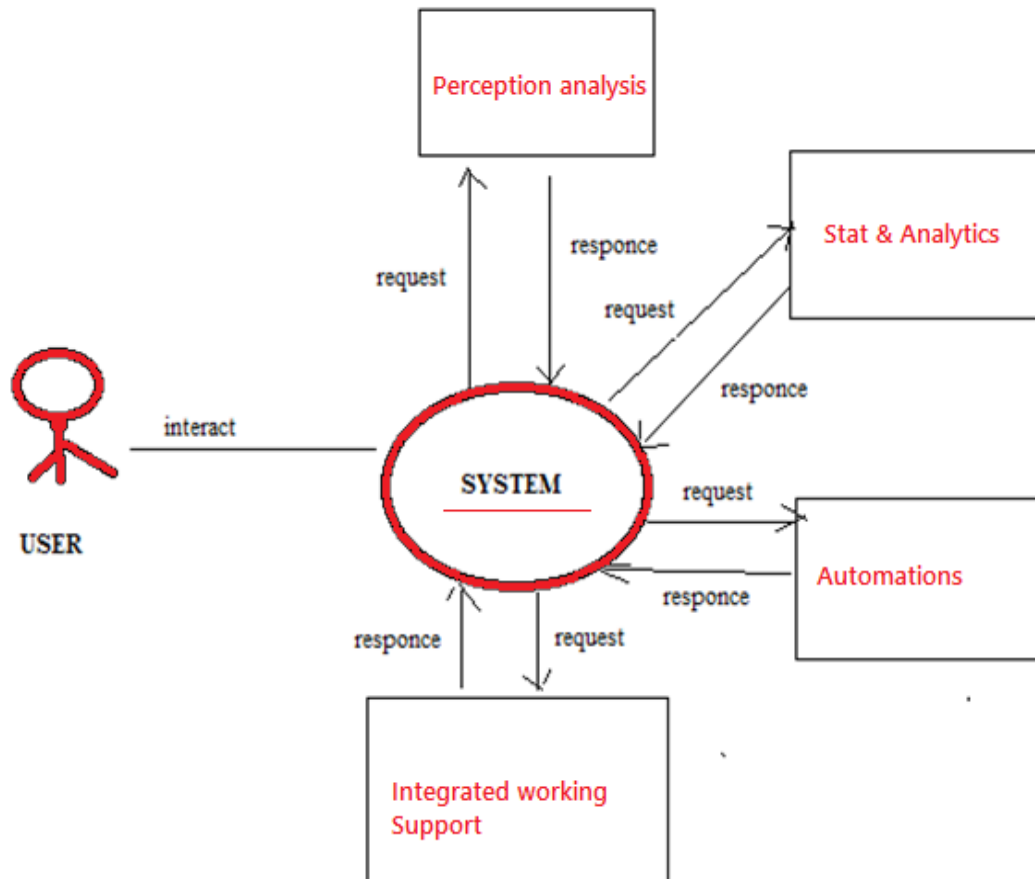 Perception analysis
Stat & Analytics
responce
request
request
responce
interact
SYSTEM
request
USER
Automations
responce
responce
request
Integrated working
Support